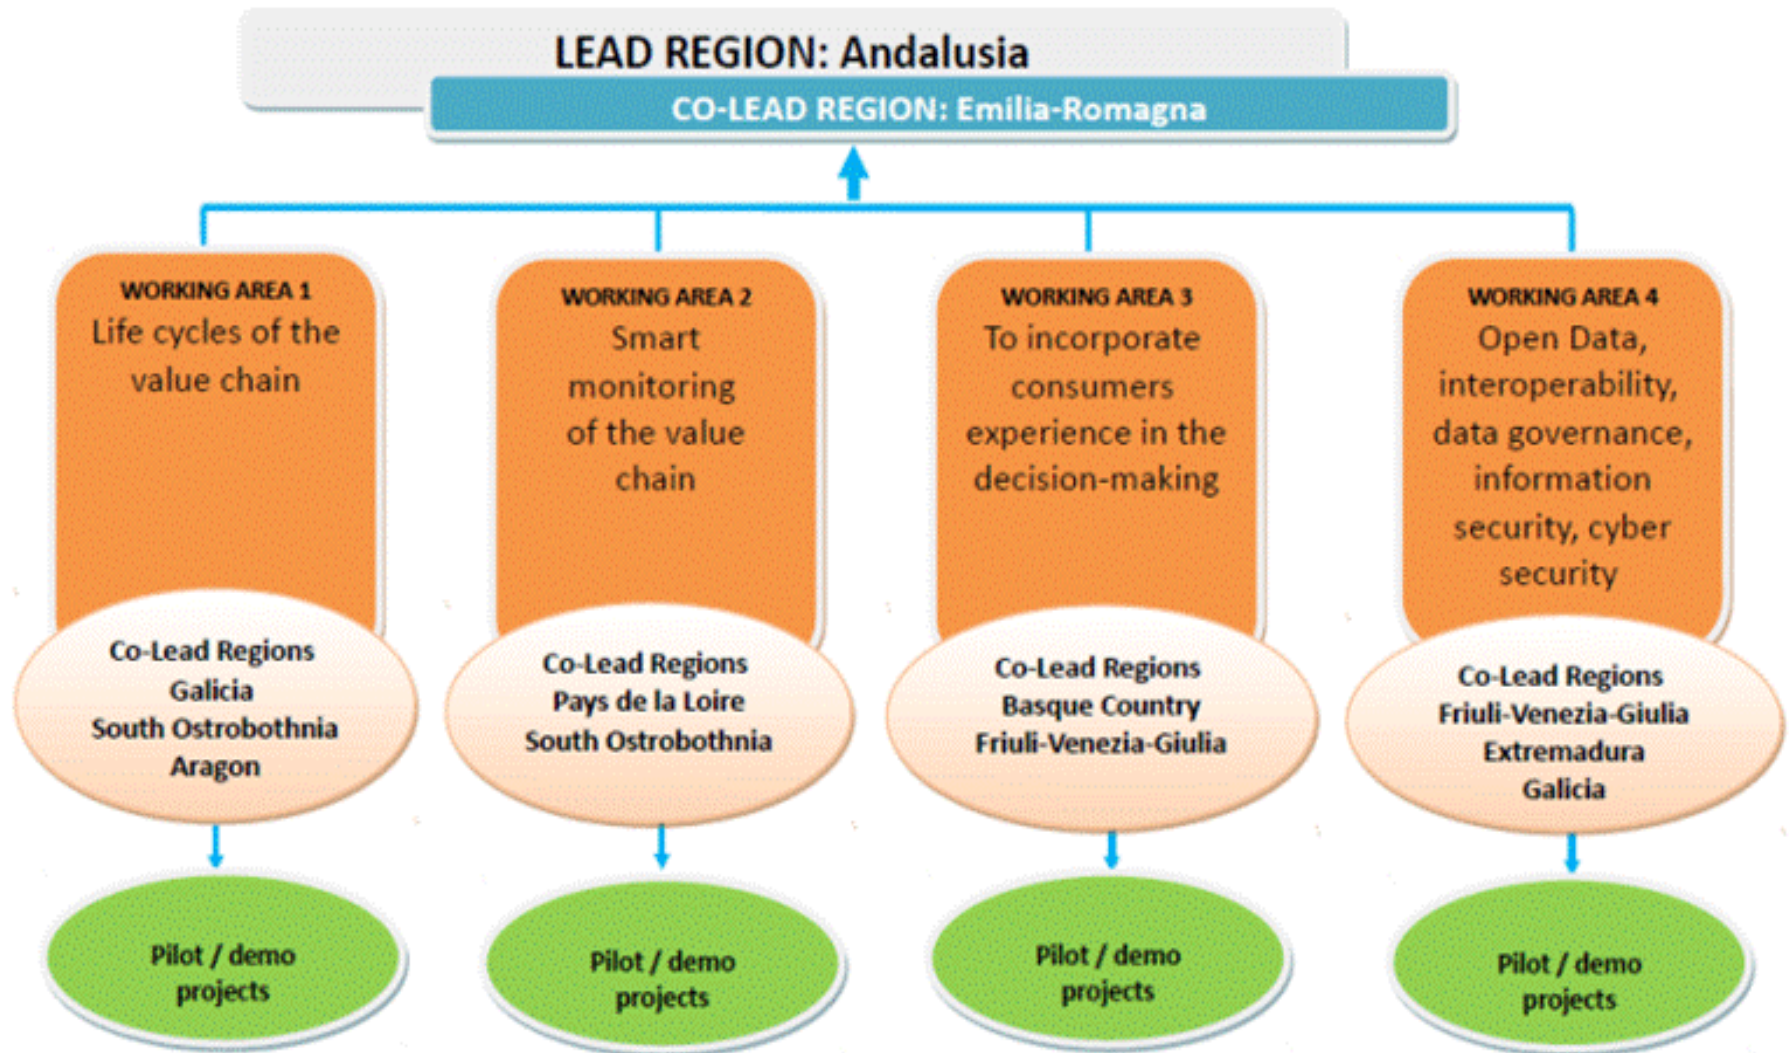 LEAD REGION: Andalusia
CO-LEAD REGION: Emilia-Romagna
WORKING AREA 1
Life cycles of the
value chain
Co-Lead Regions
Galicia
South Ostrobothnia
Aragon
Pilot / demo
projects
WORKING AREA 2
Smart
monitoring
of the value
chain
Co-Lead Regions
Pays de la Loire
South Ostrobothnia
Pilot / demo
projects
WORKING AREA 3
To incorporate
consumers
experience in the
decision-making
Co-Lead Regions
Basque Country
Friuli-Venezia-Giulia
Pilot / demo
projects
WORKING AREA 4
Open Data,
interoperability,
data governance,
information
security, cyber
security
Co-Lead Regions
Friuli-Venezia-Giulia
Extremadura
Galicia
Pilot / demo
projects